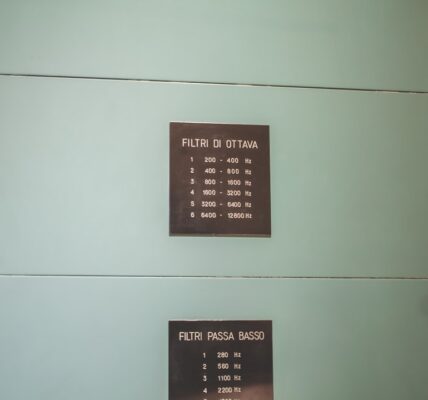 FILTRI DI OTTAVA
1 200 - 400 Hz
2 400 - 800 Hz
3 800 - 1600 Hz
4 1600 - 3200 Hz
5 3200 - 6400 Hz
6 6400 - 12800 Hz
FILTRI PASSA BASSO
1 280 Hz
2 560 Hz
3 1100 Hz
4 2200 Hz